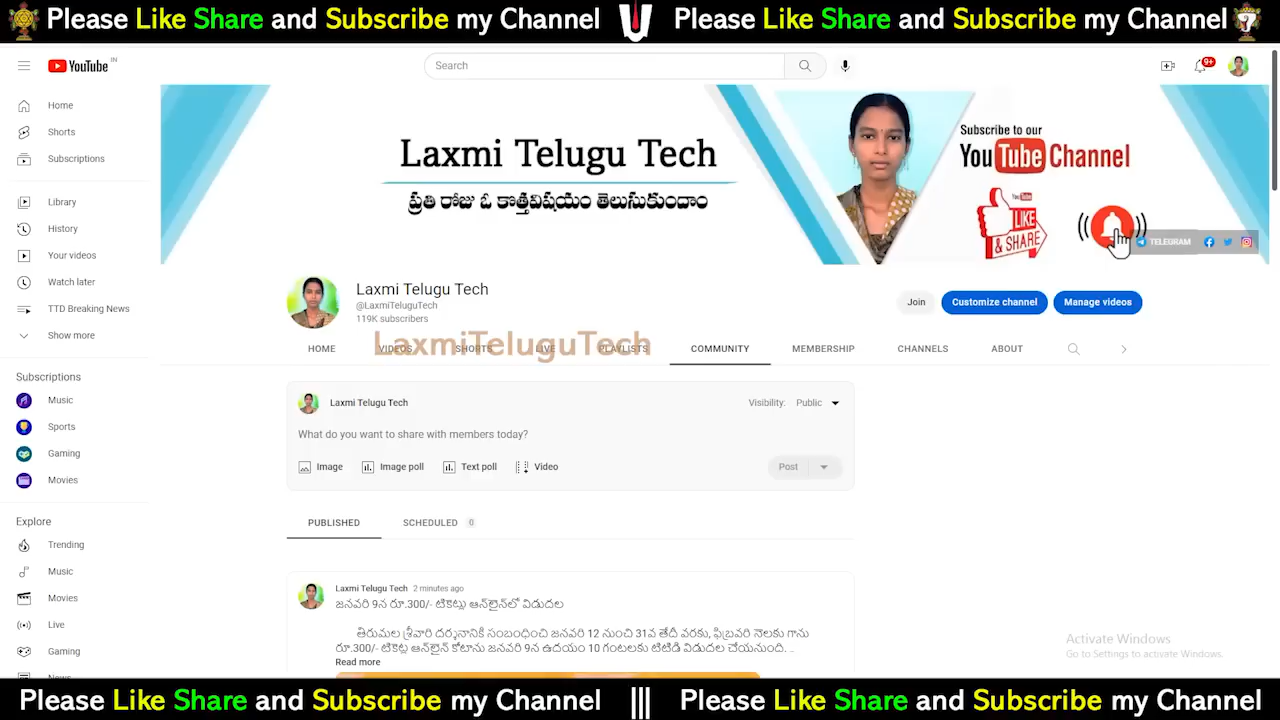 Please Like Share and Subscribe my Channel
Please Like Share and Subscribe my Channel
YouTube IN
Search
9+
Home
Shorts
Subscriptions
Library
History
Your videos
Watch later
TTD Breaking News
Show more
Subscriptions
Music
Sports
Gaming
Movies
Explore
Trending
Music
Movies
Live
Gaming
News
Laxmi Telugu Tech
ప్రతి రోజు ఓ కొత్తవిషయం తెలుసుకుందాం
Subscribe to our
YouTube Channel
YouTube
LIKE
& SHARE
TELEGRAM
Laxmi Telugu Tech
@LaxmiTeluguTech
119K subscribers
Join
Customize channel
Manage videos
LaxmiTeluguTech
HOME
VIDEOS
SHORTS
LIVE
PLAYLISTS
COMMUNITY
MEMBERSHIP
CHANNELS
ABOUT
Laxmi Telugu Tech
Visibility: Public
What do you want to share with members today?
Image
Image poll
Text poll
Video
Post
PUBLISHED
SCHEDULED 0
Laxmi Telugu Tech 2 minutes ago
జనవరి 9న రూ.300/- టికెట్లు ఆన్‌లైన్‌లో విడుదల
తిరుమల శ్రీవారి దర్శనానికి సంబంధించి జనవరి 12 నుంచి 31వ తేదీ వరకు, ఫిబ్రవరి నెలకు గాను
రూ.300/- టికెట్ల ఆన్‌లైన్ కోటాను జనవరి 9న ఉదయం 10 గంటలకు టిటిడి విడుదల చేయనుంది. ..
Read more
Activate Windows
Go to Settings to activate Windows.
Please Like Share and Subscribe my Channel ||| Please Like Share and Subscribe my Channel